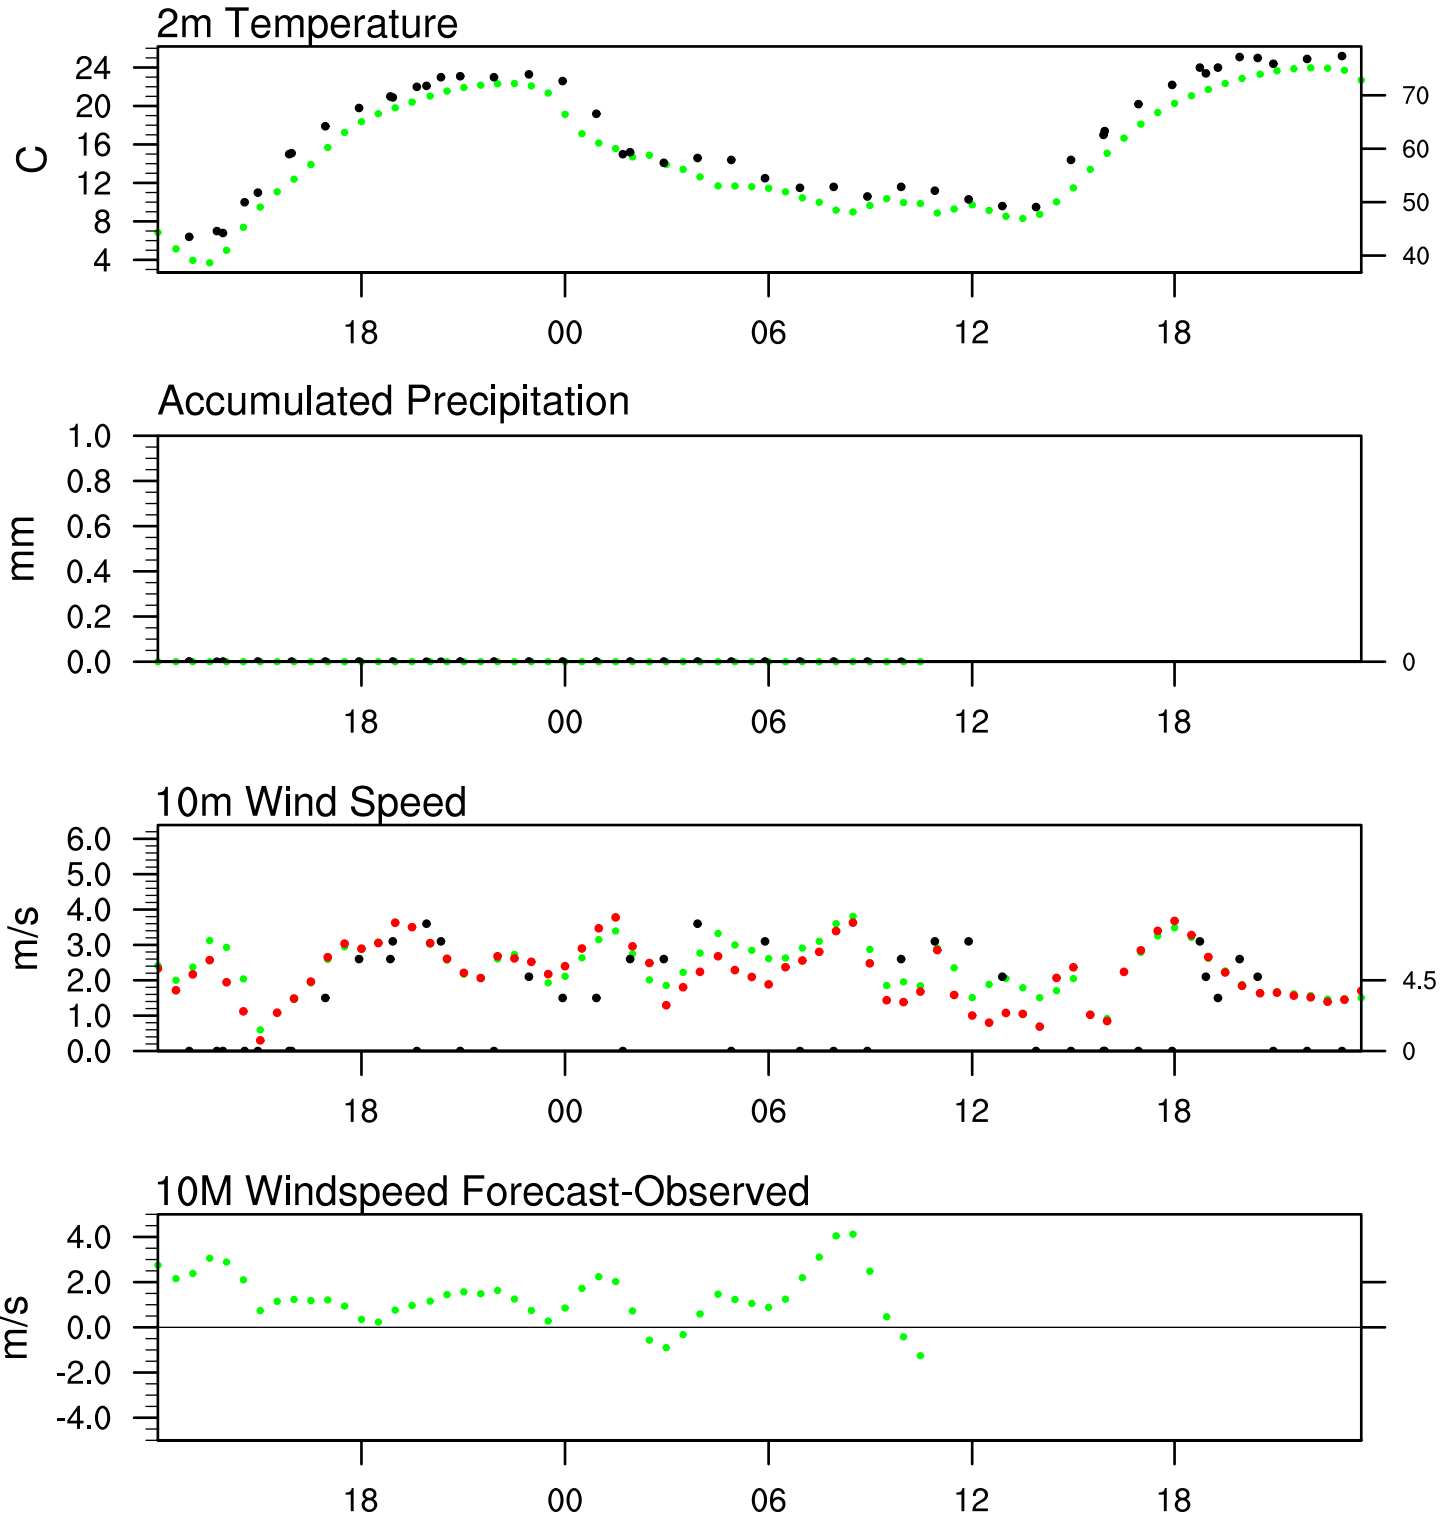 2m Temperature
24
20
16
12
8
4
C
70
60
50
40
18 00 06 12 18
Accumulated Precipitation
1.0
0.8
0.6
0.4
0.2
0.0
mm
0
18 00 06 12 18
10m Wind Speed
6.0
5.0
4.0
3.0
2.0
1.0
0.0
m/s
4.5
0
18 00 06 12 18
10M Windspeed Forecast-Observed
4.0
2.0
0.0
-2.0
-4.0
m/s
18 00 06 12 18